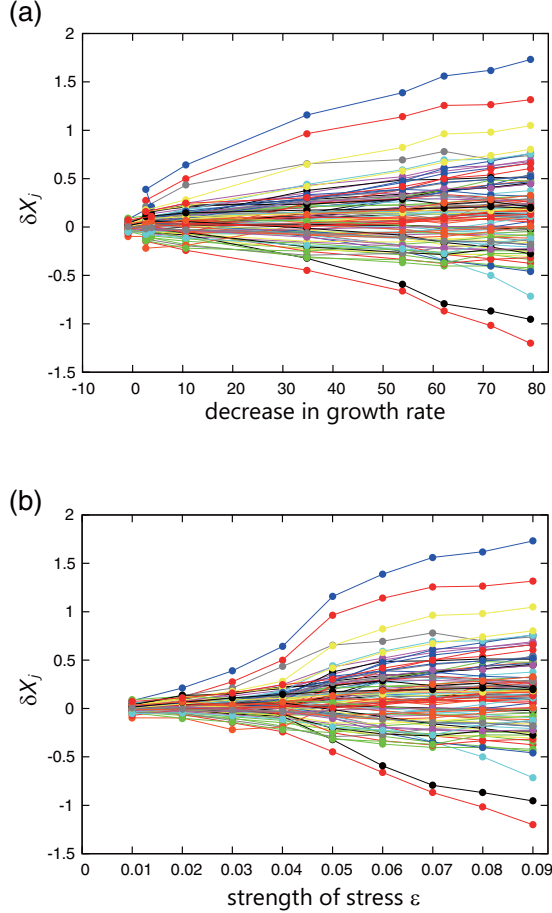 (a)
2
1.5
1
0.5
0
-0.5
-1
-1.5
δX_j
-10 0 10 20 30 40 50 60 70 80
decrease in growth rate
(b)
2
1.5
1
0.5
0
-0.5
-1
-1.5
δX_j
0 0.01 0.02 0.03 0.04 0.05 0.06 0.07 0.08 0.09
strength of stress ε